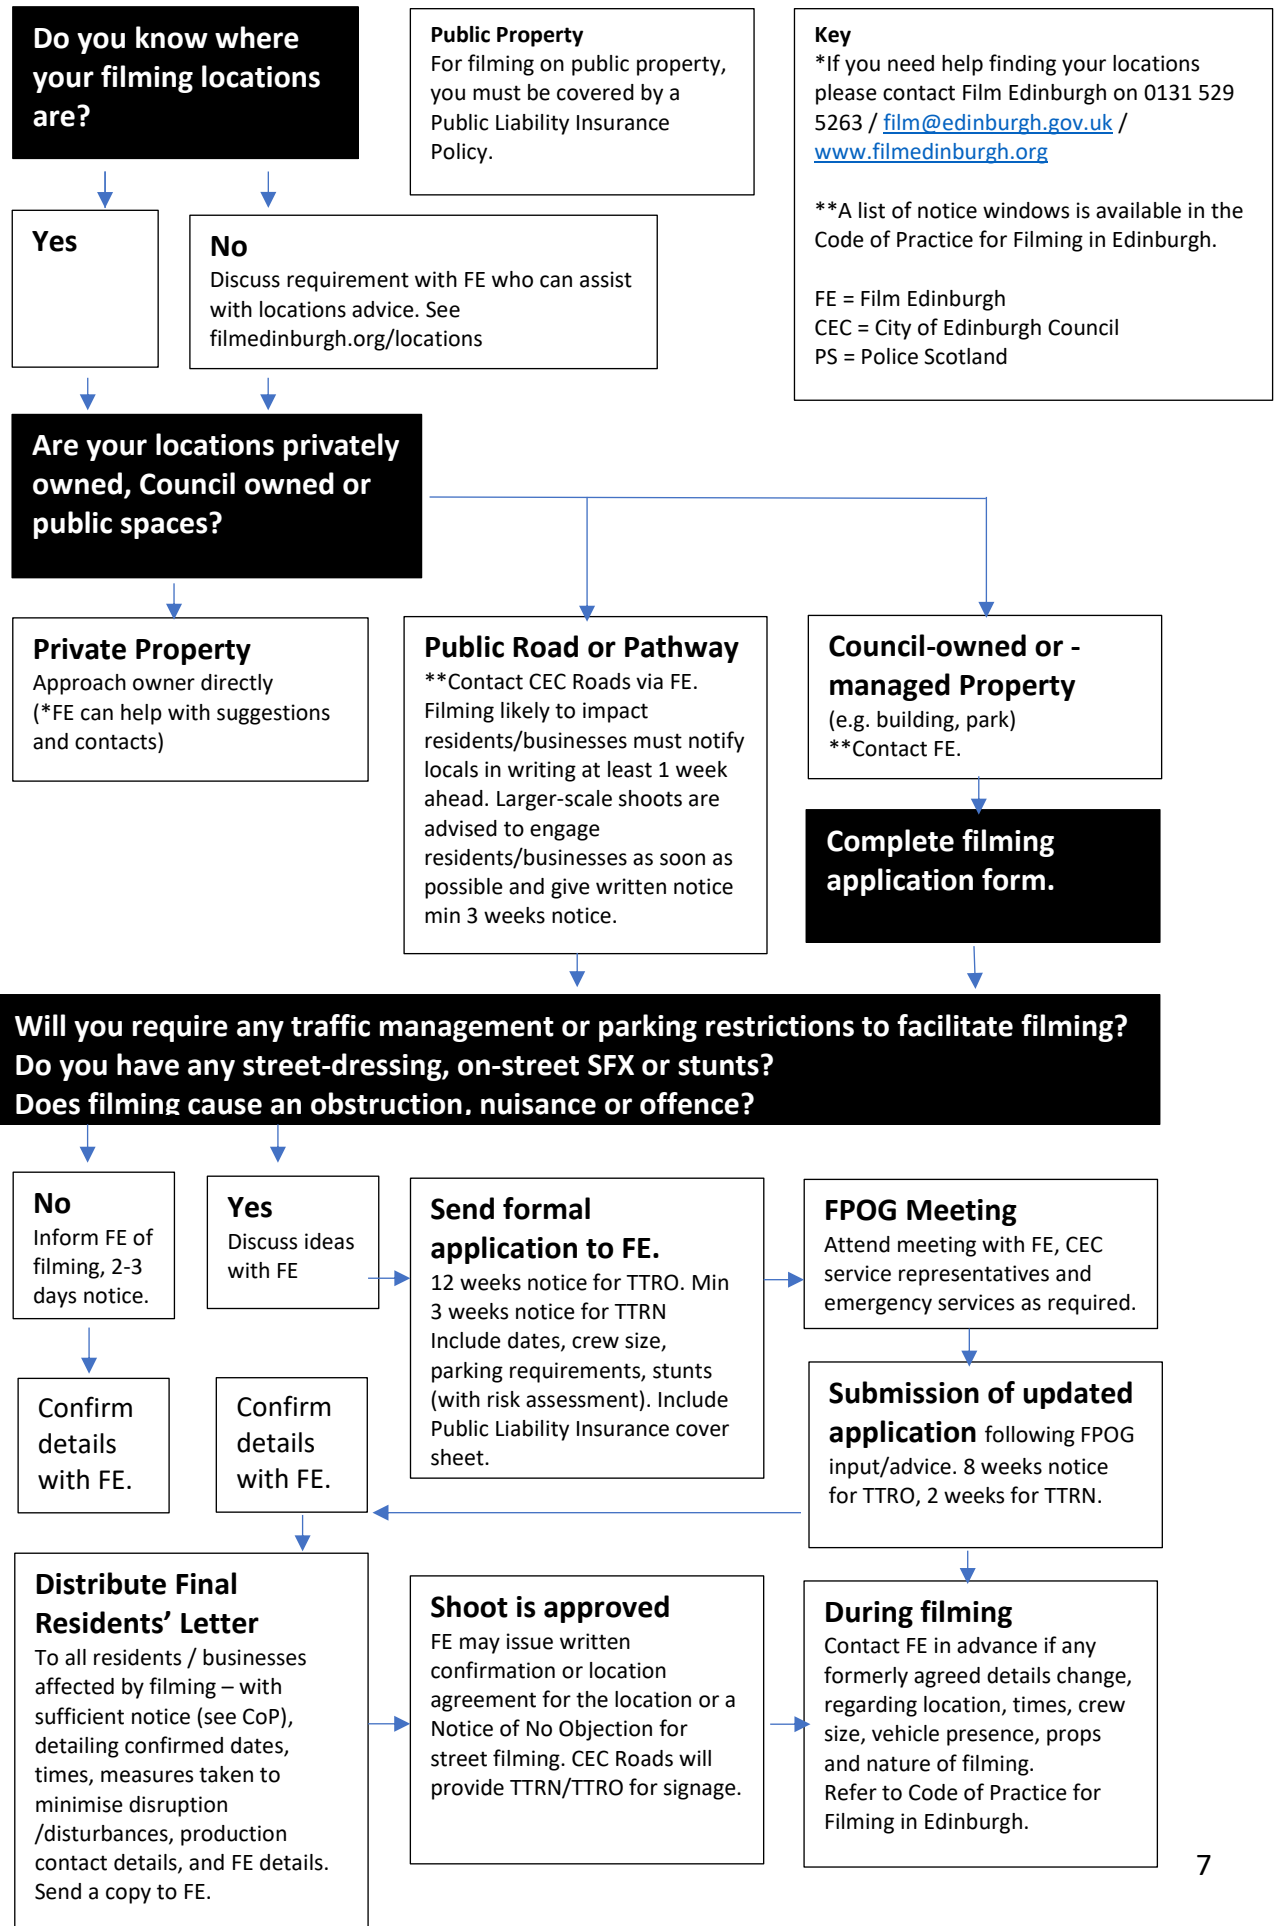 Do you know where
your filming locations
are?
Public Property
For filming on public property,
you must be covered by a
Public Liability Insurance
Policy.
Key
*If you need help finding your locations
please contact Film Edinburgh on 0131 529
5263 / film@edinburgh.gov.uk /
www.filmedinburgh.org
**A list of notice windows is available in the
Code of Practice for Filming in Edinburgh.
FE = Film Edinburgh
CEC = City of Edinburgh Council
PS = Police Scotland
Yes
No
Discuss requirement with FE who can assist
with locations advice. See
filmedinburgh.org/locations
Are your locations privately
owned, Council owned or
public spaces?
Private Property
Approach owner directly
(*FE can help with suggestions
and contacts)
Public Road or Pathway
**Contact CEC Roads via FE.
Filming likely to impact
residents/businesses must notify
locals in writing at least 1 week
ahead. Larger-scale shoots are
advised to engage
residents/businesses as soon as
possible and give written notice
min 3 weeks notice.
Council-owned or -
managed Property
(e.g. building, park)
**Contact FE.
Complete filming
application form.
Will you require any traffic management or parking restrictions to facilitate filming?
Do you have any street-dressing, on-street SFX or stunts?
Does filming cause an obstruction, nuisance or offence?
No
Inform FE of
filming, 2-3
days notice.
Yes
Discuss ideas
with FE
Send formal
application to FE.
12 weeks notice for TTRO. Min
3 weeks notice for TTRN
Include dates, crew size,
parking requirements, stunts
(with risk assessment). Include
Public Liability Insurance cover
sheet.
FPOG Meeting
Attend meeting with FE, CEC
service representatives and
emergency services as required.
Confirm
details
with FE.
Confirm
details
with FE.
Submission of updated
application following FPOG
input/advice. 8 weeks notice
for TTRO, 2 weeks for TTRN.
Distribute Final
Residents’ Letter
To all residents / businesses
affected by filming – with
sufficient notice (see CoP),
detailing confirmed dates,
times, measures taken to
minimise disruption
/disturbances, production
contact details, and FE details.
Send a copy to FE.
Shoot is approved
FE may issue written
confirmation or location
agreement for the location or a
Notice of No Objection for
street filming. CEC Roads will
provide TTRN/TTRO for signage.
During filming
Contact FE in advance if any
formerly agreed details change,
regarding location, times, crew
size, vehicle presence, props
and nature of filming.
Refer to Code of Practice for
Filming in Edinburgh.
7